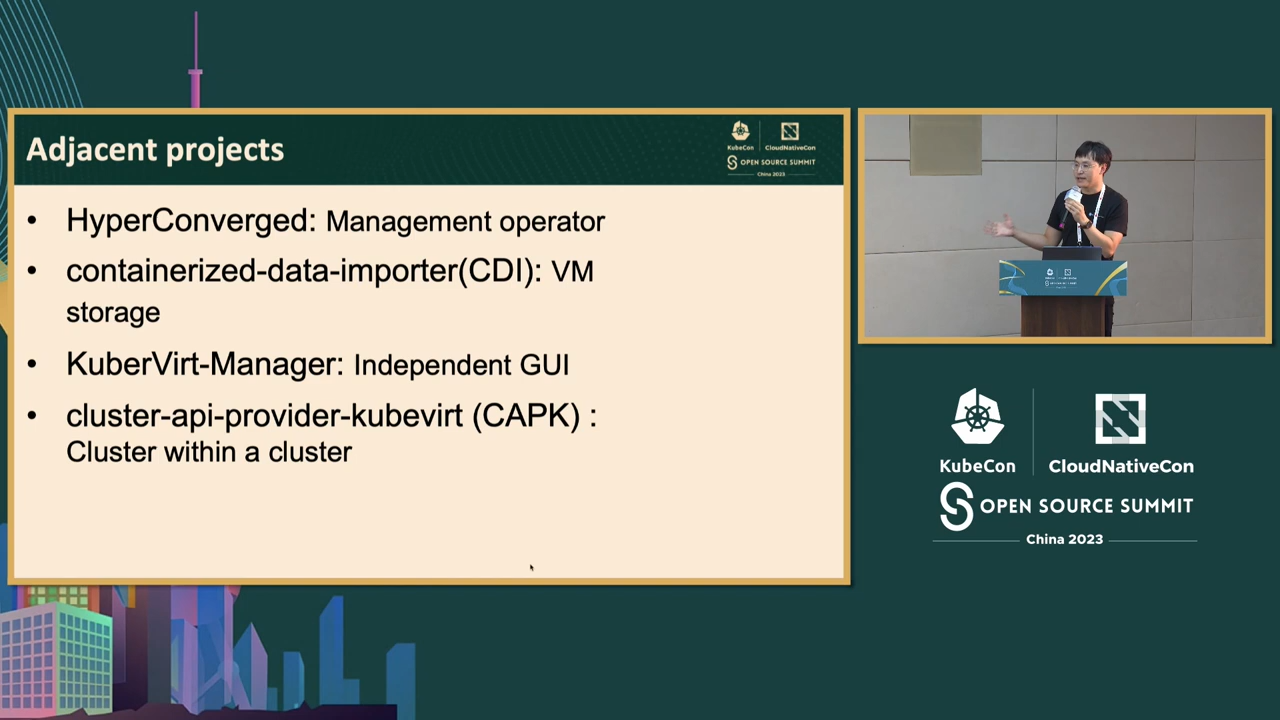 Adjacent projects
KubeCon
CloudNativeCon
OPEN SOURCE SUMMIT
China 2023
• HyperConverged: Management operator
• containerized-data-importer(CDI): VM
storage
• KuberVirt-Manager: Independent GUI
• cluster-api-provider-kubevirt (CAPK) :
Cluster within a cluster
KubeCon
CloudNativeCon
OPEN SOURCE SUMMIT
China 2023